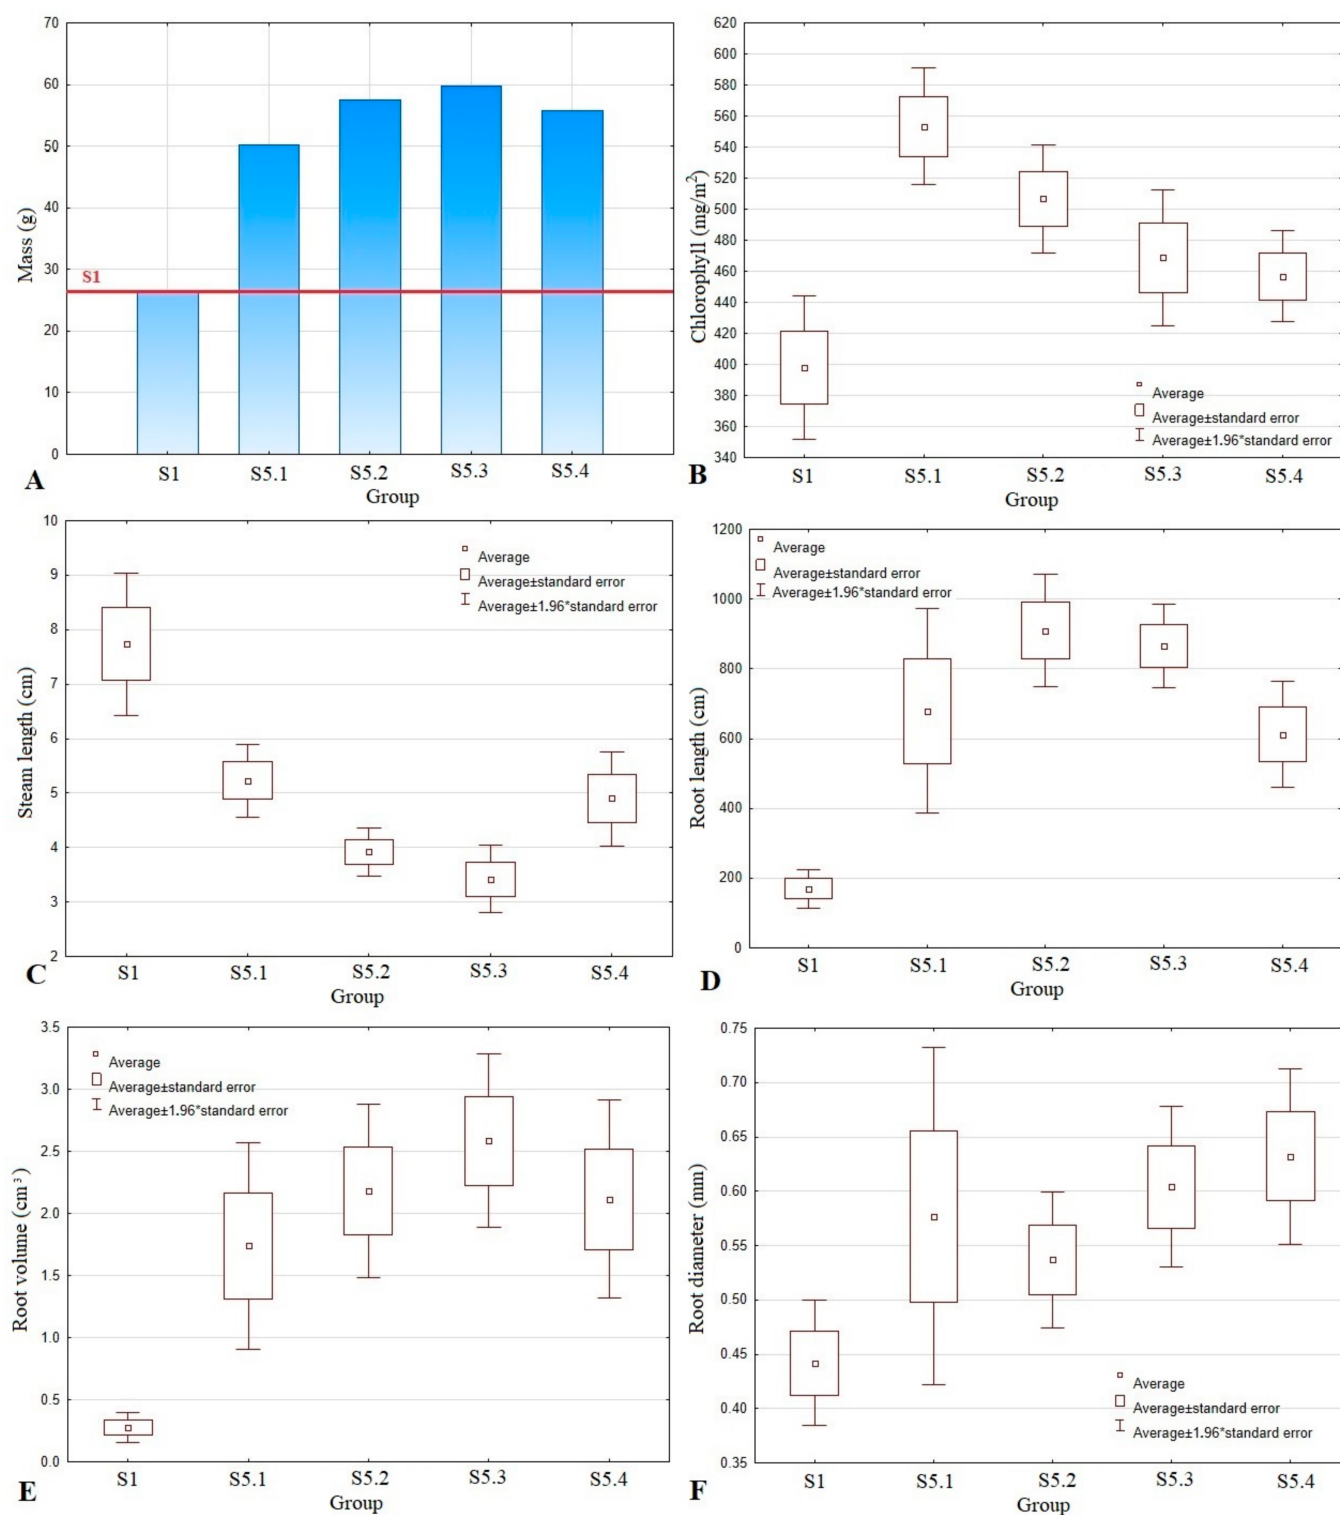 70
60
50
40
30
20
10
0
Mass (g)
S1
S1 S5.1 S5.2 S5.3 S5.4
Group
A
620
600
580
560
540
520
500
480
460
440
420
400
380
360
340
Chlorophyll (mg/m²)
Average
Average±standard error
Average±1.96*standard error
S1 S5.1 S5.2 S5.3 S5.4
Group
B
10
9
8
7
6
5
4
3
2
Steam length (cm)
Average
Average±standard error
Average±1.96*standard error
S1 S5.1 S5.2 S5.3 S5.4
Group
C
1200
1000
800
600
400
200
0
Root length (cm)
Average
Average±standard error
Average±1.96*standard error
S1 S5.1 S5.2 S5.3 S5.4
Group
D
3.5
3.0
2.5
2.0
1.5
1.0
0.5
0.0
Root volume (cm³)
Average
Average±standard error
Average±1.96*standard error
S1 S5.1 S5.2 S5.3 S5.4
Group
E
0.75
0.70
0.65
0.60
0.55
0.50
0.45
0.40
0.35
Root diameter (mm)
Average
Average±standard error
Average±1.96*standard error
S1 S5.1 S5.2 S5.3 S5.4
Group
F